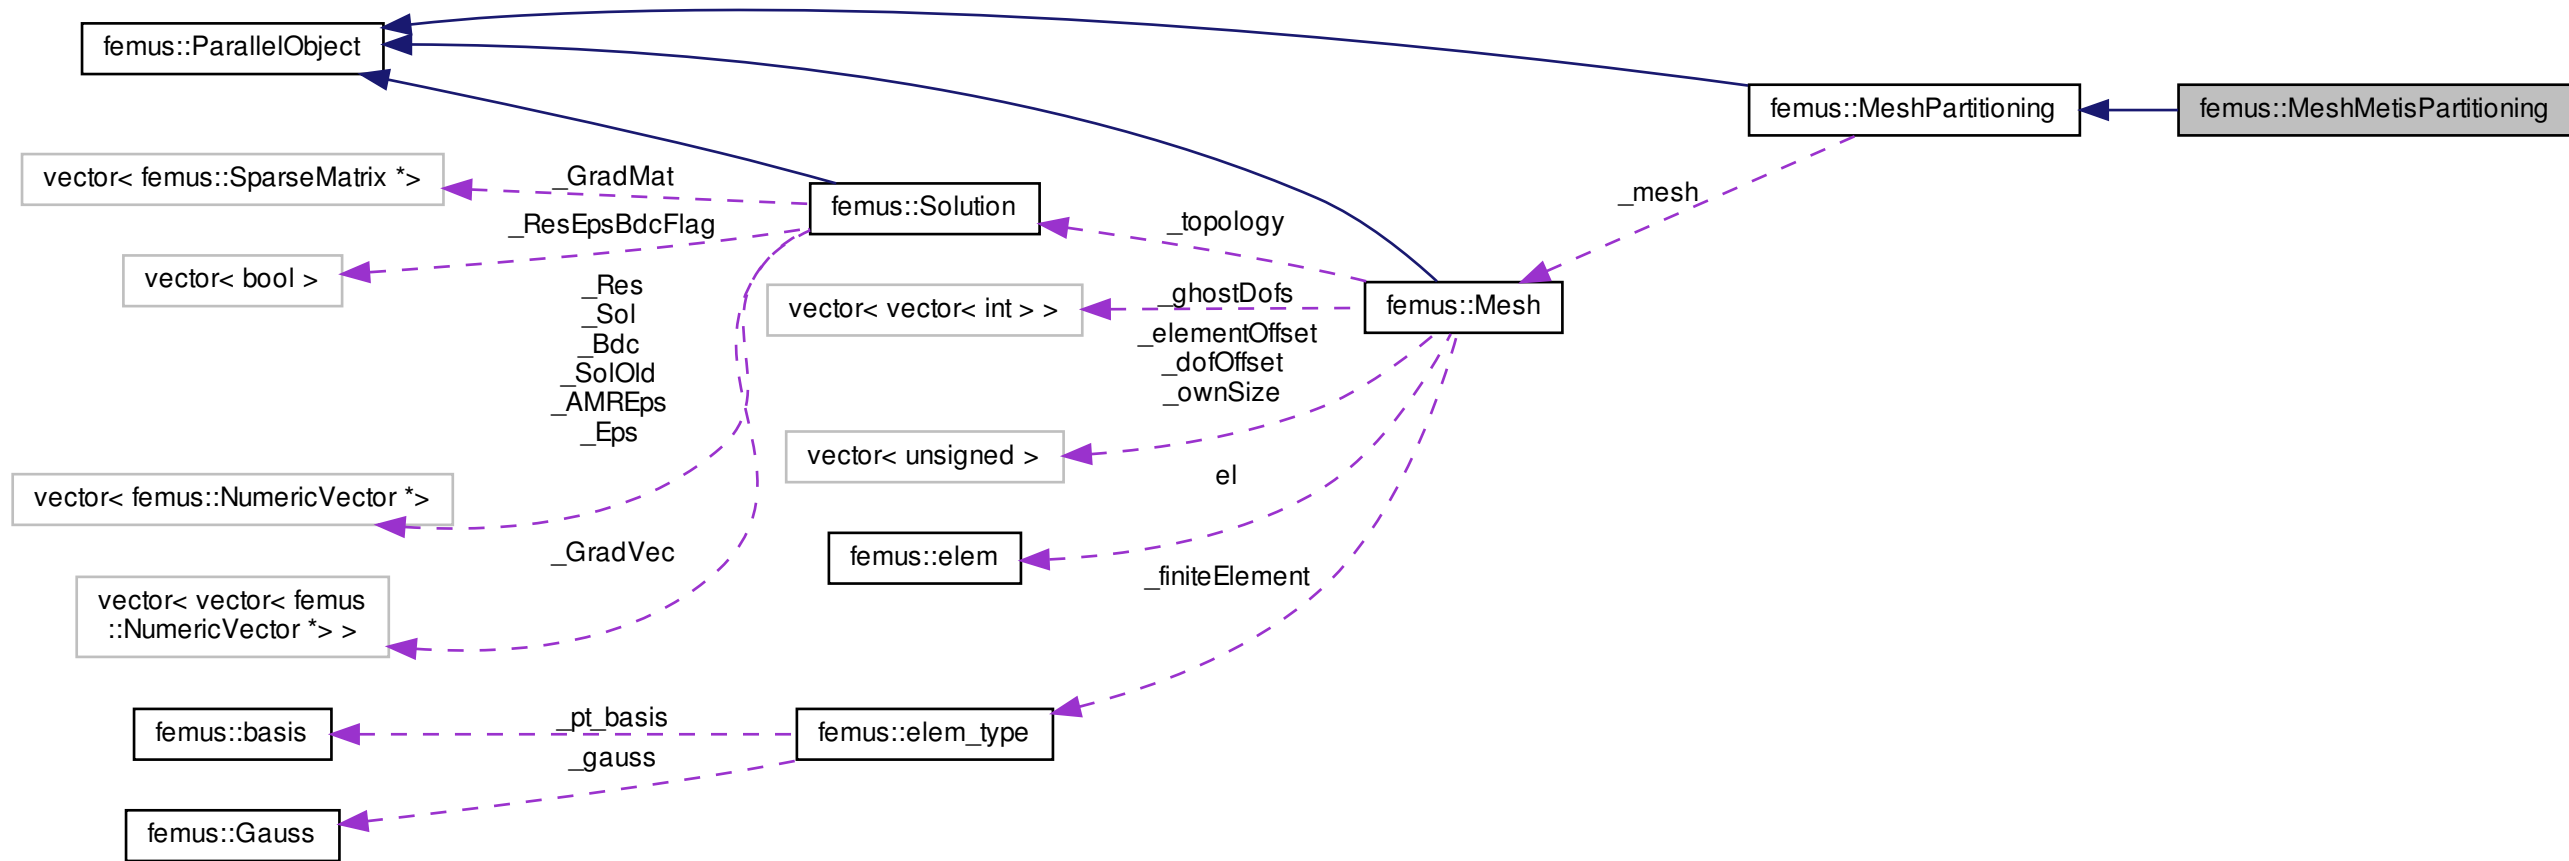 femus::ParallelObject
femus::MeshPartitioning
femus::MeshMetisPartitioning
vector< femus::SparseMatrix *>
_GradMat
femus::Solution
_mesh
_ResEpsBdcFlag
_topology
vector< bool >
_Res
_Sol
_Bdc
_SolOld
_AMREps
_Eps
vector< vector< int > >
_ghostDofs
femus::Mesh
_elementOffset
_dofOffset
_ownSize
vector< unsigned >
el
vector< femus::NumericVector *>
_GradVec
femus::elem
_finiteElement
vector< vector< femus
::NumericVector *> >
femus::basis
_pt_basis
femus::elem_type
_gauss
femus::Gauss